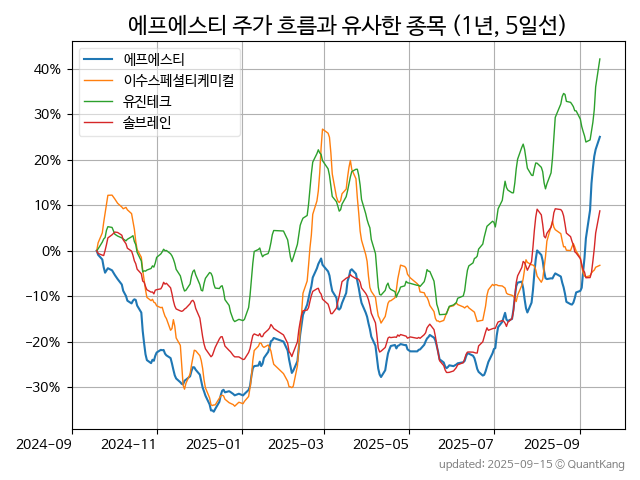 에프에스티 주가 흐름과 유사한 종목 (1년, 5일선)
에프에스티
이수스페셜티케미컬
유진테크
솔브레인
40%
30%
20%
10%
0%
−10%
−20%
−30%
2024-09
2024-11
2025-01
2025-03
2025-05
2025-07
2025-09
updated: 2025-09-15 © QuantKang